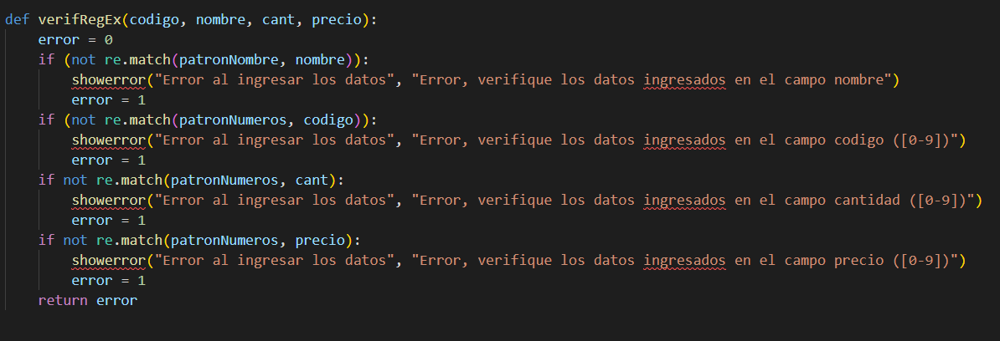 def verifRegEx(codigo, nombre, cant, precio):
    error = 0
    if (not re.match(patronNombre, nombre)):
        showerror("Error al ingresar los datos", "Error, verifique los datos ingresados en el campo nombre")
        error = 1
    if (not re.match(patronNumeros, codigo)):
        showerror("Error al ingresar los datos", "Error, verifique los datos ingresados en el campo codigo ([0-9])")
        error = 1
    if not re.match(patronNumeros, cant):
        showerror("Error al ingresar los datos", "Error, verifique los datos ingresados en el campo cantidad ([0-9])")
        error = 1
    if not re.match(patronNumeros, precio):
        showerror("Error al ingresar los datos", "Error, verifique los datos ingresados en el campo precio ([0-9])")
        error = 1
    return error